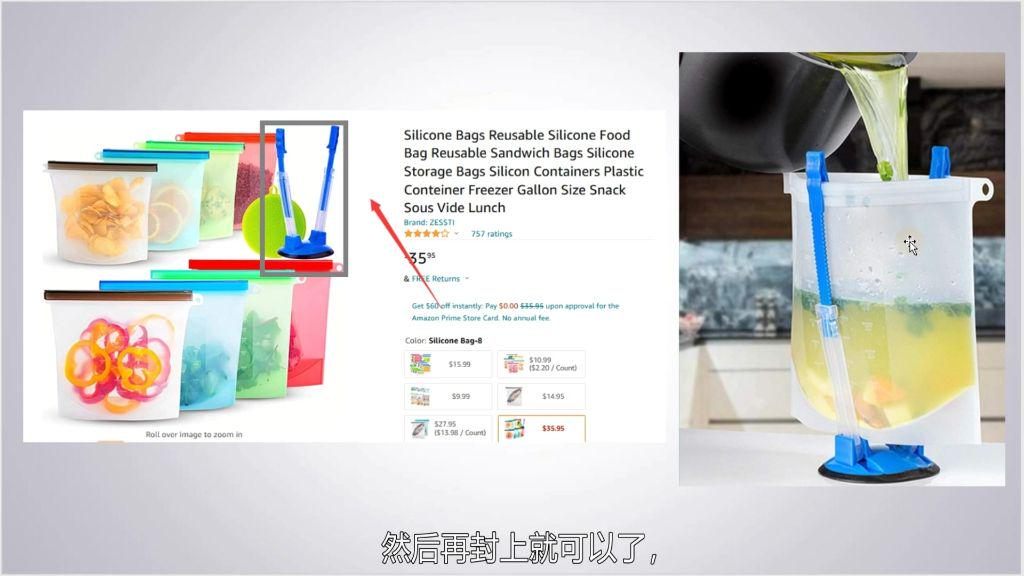 Silicone Bags Reusable Silicone Food
Bag Reusable Sandwich Bags Silicone
Storage Bags Silicon Containers Plastic
Conteiner Freezer Gallon Size Snack
Sous Vide Lunch
Brand: ZESSTI
757 ratings
35 95
& FREE Returns
Get $60 off instantly: Pay $0.00 $35.95 upon approval for the
Amazon Prime Store Card. No annual fee.
Color: Silicone Bag-8
$15.99
$10.99
($2.20 / Count)
$9.99
$14.95
$27.95
($13.98 / Count)
$35.95
Roll over image to zoom in
然后再封上就可以了,